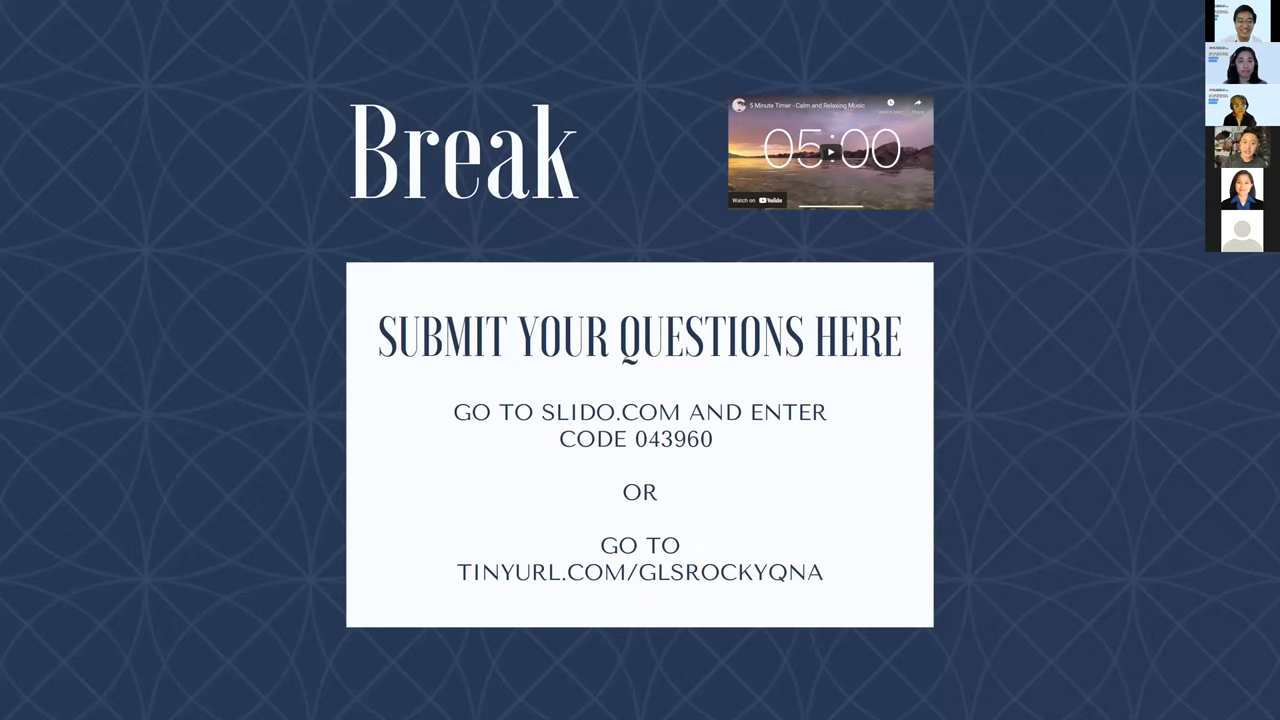 Break
5 Minute Timer - Calm and Relaxing Music
05:00
Watch on YouTube
SUBMIT YOUR QUESTIONS HERE
GO TO SLIDO.COM AND ENTER
CODE 043960
OR
GO TO
TINYURL.COM/GLSROCKYQNA